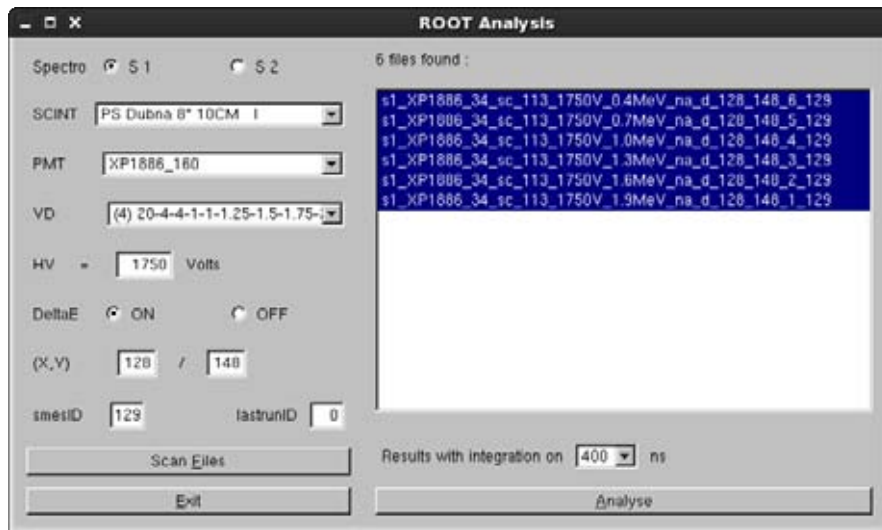 ROOT Analysis
Spectro S 1 S 2
SCINT PS Dubna 8" 10CM I
PMT XP1886_160
VD (4) 20-4-4-1-1-1.25-1.5-1.75-
HV = 1750 Volts
DeltaE ON OFF
(X,Y) 128 / 148
smesID 129 lastrunID 0
Scan Files
Exit
6 files found :
s1_XP1886_34_sc_113_1750V_0.4MeV_na_d_128_148_6_129
s1_XP1886_34_sc_113_1750V_0.7MeV_na_d_128_148_5_129
s1_XP1886_34_sc_113_1750V_1.0MeV_na_d_128_148_4_129
s1_XP1886_34_sc_113_1750V_1.3MeV_na_d_128_148_3_129
s1_XP1886_34_sc_113_1750V_1.6MeV_na_d_128_148_2_129
s1_XP1886_34_sc_113_1750V_1.9MeV_na_d_128_148_1_129
Results with integration on 400 ns
Analyse